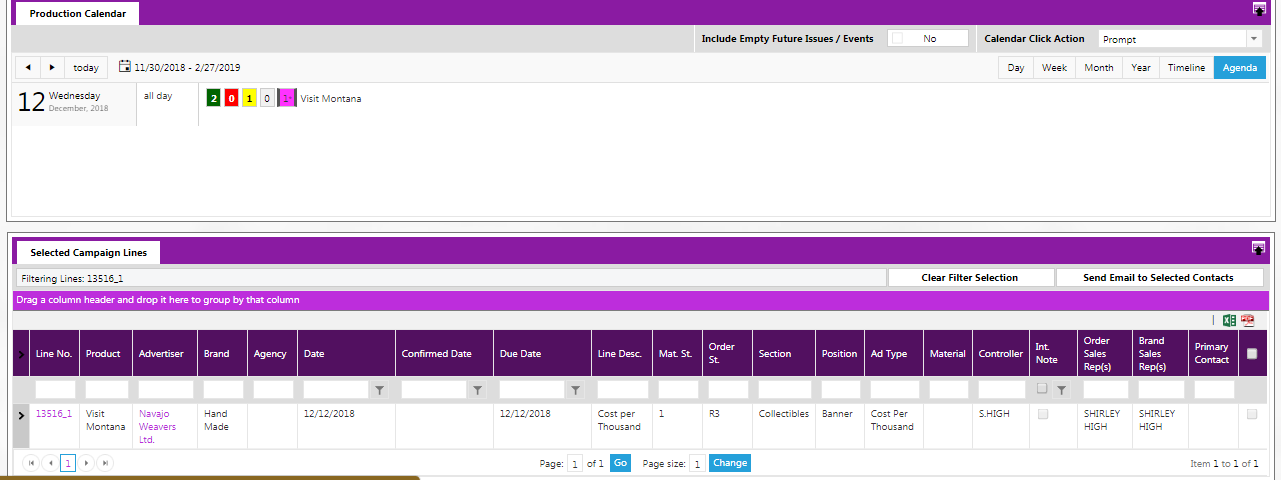 Production Calendar
Include Empty Future Issues / Events No Calendar Click Action Prompt
today 11/30/2018 - 2/27/2019 Day Week Month Year Timeline Agenda
12 Wednesday all day 2 0 1 0 1+ Visit Montana
December, 2018
Selected Campaign Lines
Filtering Lines: 13516_1 Clear Filter Selection Send Email to Selected Contacts
Drag a column header and drop it here to group by that column
Line No. Product Advertiser Brand Agency Date Confirmed Date Due Date Line Desc. Mat. St. Order St. Section Position Ad Type Material Controller Int. Note Order Sales Rep(s) Brand Sales Rep(s) Primary Contact
13516_1 Visit Montana Navajo Weavers Ltd. Hand Made 12/12/2018 12/12/2018 Cost per Thousand 1 R3 Collectibles Banner Cost Per Thousand S.HIGH SHIRLEY HIGH SHIRLEY HIGH
1 Page: 1 of 1 Go Page size: 1 Change Item 1 to 1 of 1